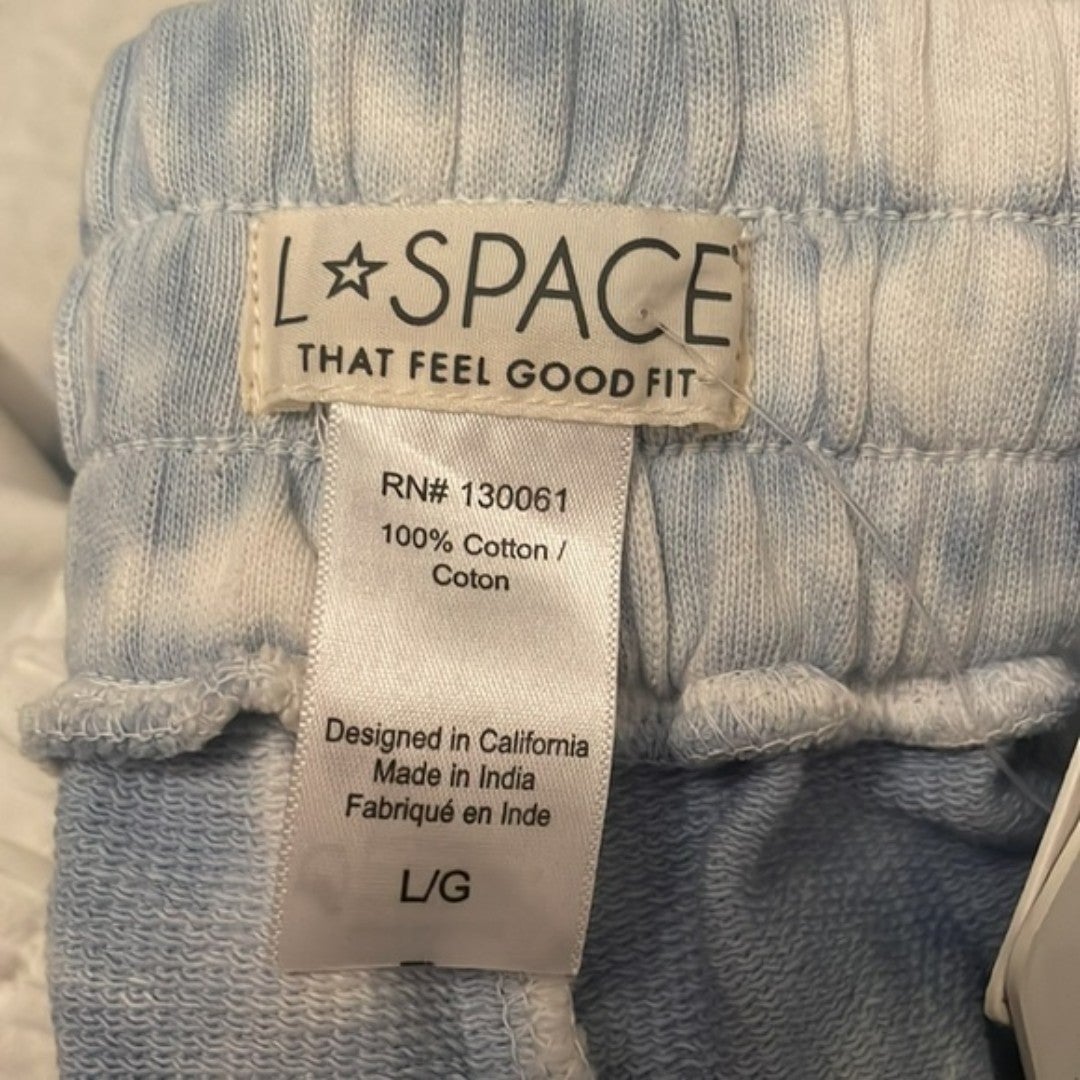 L☆SPACE
THAT FEEL GOOD FIT
RN# 130061
100% Cotton /
Coton
Designed in California
Made in India
Fabriqué en Inde
L/G